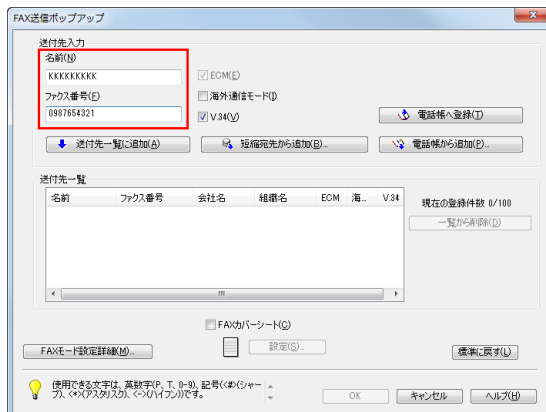 FAX送信ポップアップ
送付先入力
名前(N)
KKKKKKKKK
ECM(E)
ファクス番号(F)
海外通信モード(I)
0987654321
V.34(V)
電話帳へ登録(T)
送付先一覧に追加(A)
短縮宛先から追加(B)...
電話帳から追加(P)...
送付先一覧
名前 ファクス番号 会社名 組織名 ECM 海... V.34
現在の登録件数 0/100
一覧から削除(D)
FAXカバーシート(C)
FAXモード設定詳細(M)...
設定(S)...
標準に戻す(L)
使用できる文字は、英数字(P、T、0-9)、記号(<#>(シャー
プ)、<*>(アスタリスク)、<->(ハイフン))です。
OK
キャンセル
ヘルプ(H)